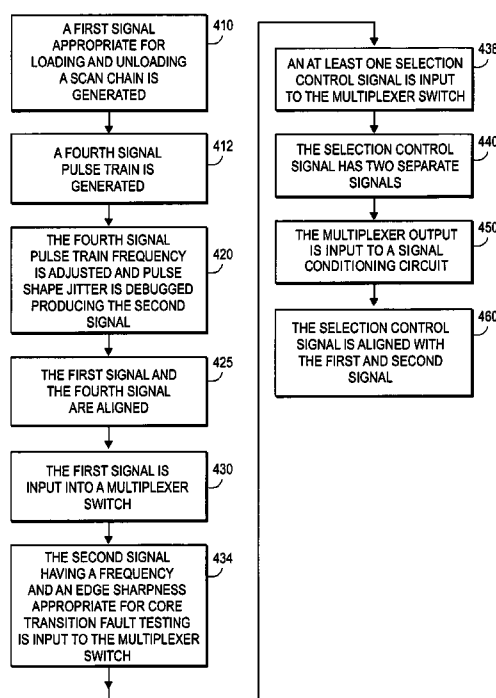 A FIRST SIGNAL
APPROPRIATE FOR
LOADING AND UNLOADING
A SCAN CHAIN IS
GENERATED
410
A FOURTH SIGNAL
PULSE TRAIN IS
GENERATED
412
THE FOURTH SIGNAL
PULSE TRAIN FREQUENCY
IS ADJUSTED AND PULSE
SHAPE JITTER IS DEBUGGED
PRODUCING THE SECOND
SIGNAL
420
THE FIRST SIGNAL AND
THE FOURTH SIGNAL
ARE ALIGNED
425
THE FIRST SIGNAL IS
INPUT INTO A MULTIPLEXER
SWITCH
430
THE SECOND SIGNAL
HAVING A FREQUENCY
AND AN EDGE SHARPNESS
APPROPRIATE FOR CORE
TRANSITION FAULT TESTING
IS INPUT TO THE MULTIPLEXER
SWITCH
434
AN AT LEAST ONE SELECTION
CONTROL SIGNAL IS INPUT
TO THE MULTIPLEXER SWITCH
438
THE SELECTION CONTROL
SIGNAL HAS TWO SEPARATE
SIGNALS
440
THE MULTIPLEXER OUTPUT
IS INPUT TO A SIGNAL
CONDITIONING CIRCUIT
450
THE SELECTION CONTROL
SIGNAL IS ALIGNED WITH
THE FIRST AND SECOND
SIGNAL
460